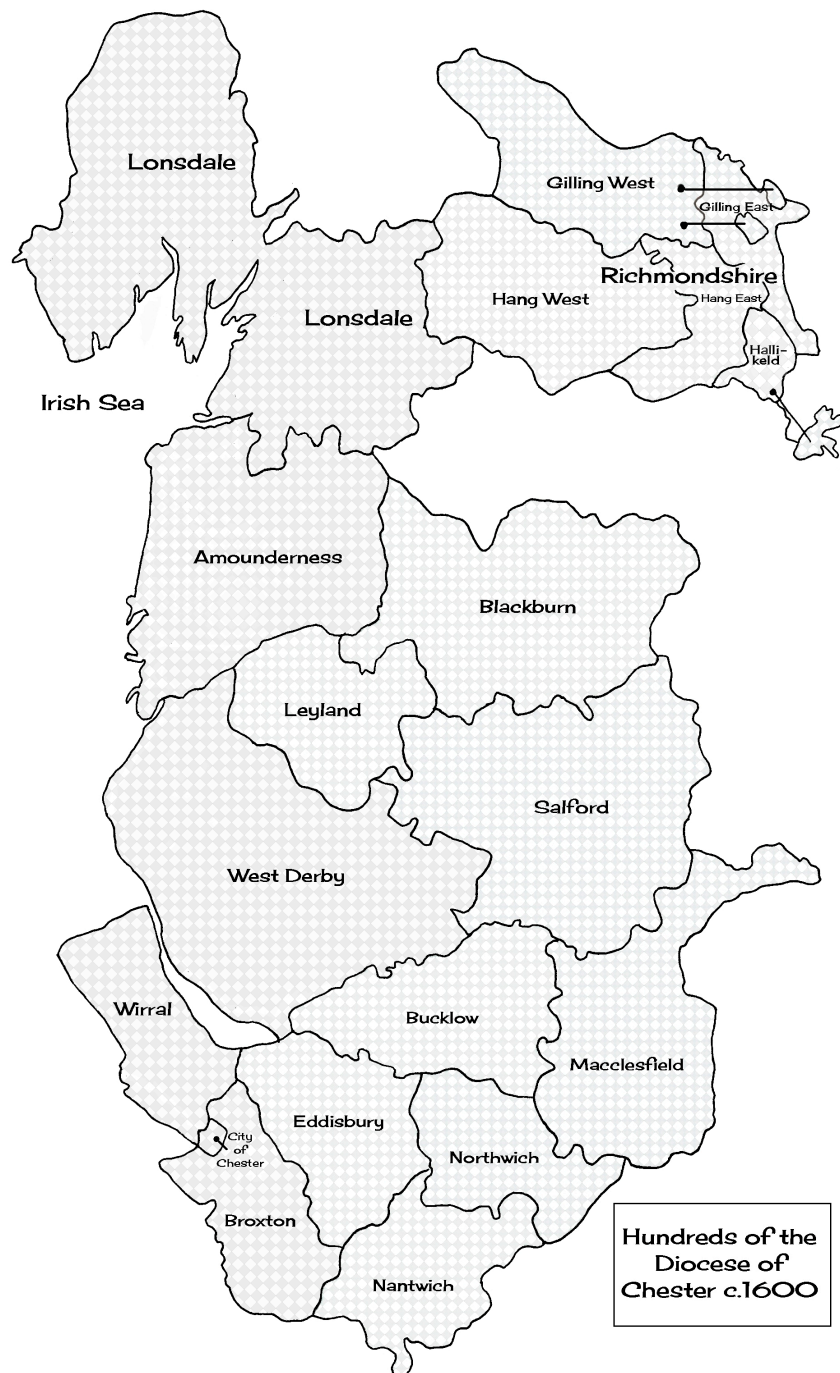 Lonsdale
Gilling West
Gilling East
Richmondshire
Hang West
Hang East
Lonsdale
Halli-
keld
Irish Sea
Amounderness
Blackburn
Leyland
Salford
West Derby
Wirral
Bucklow
Macclesfield
Eddisbury
City
of
Chester
Northwich
Broxton
Nantwich
Hundreds of the
Diocese of
Chester c.1600